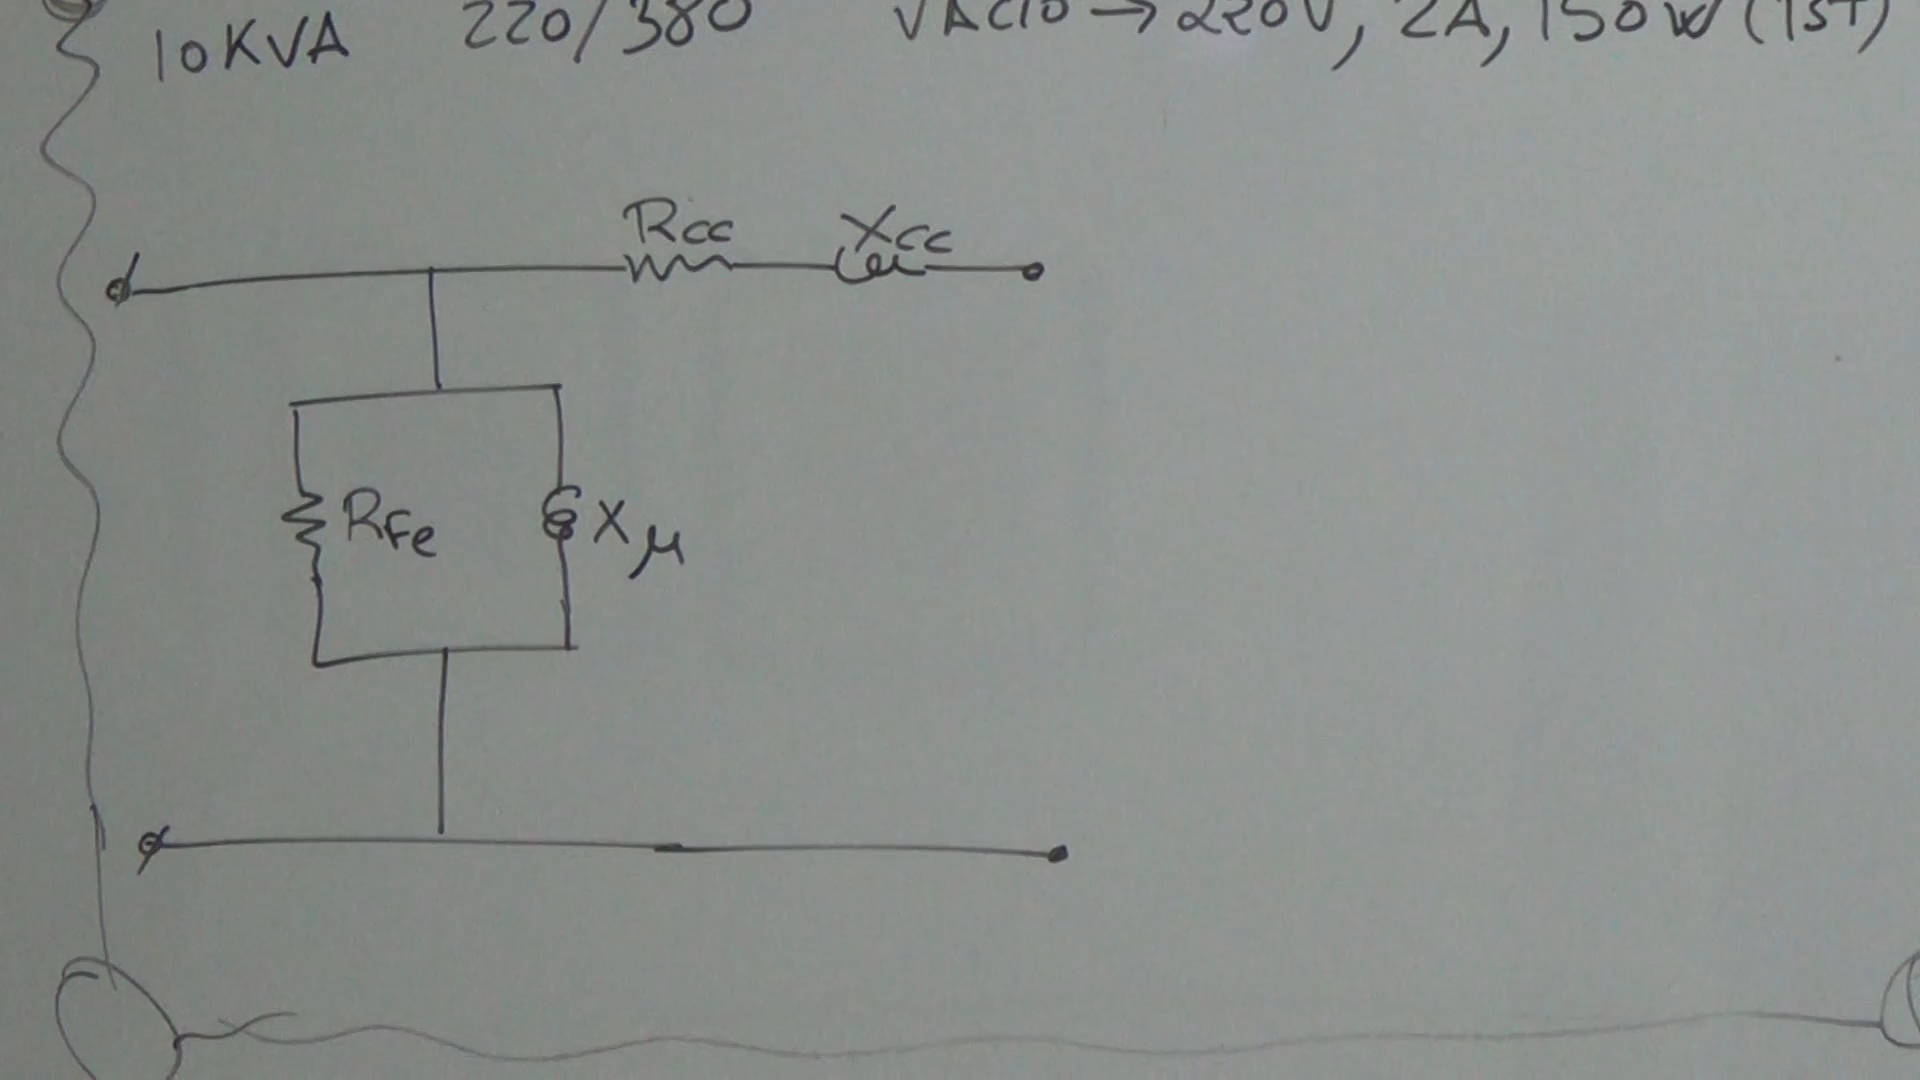 10KVA 220/380 VACIO → 220V, 2A, 150W (1st)
Rcc Xcc
RFe Xμ